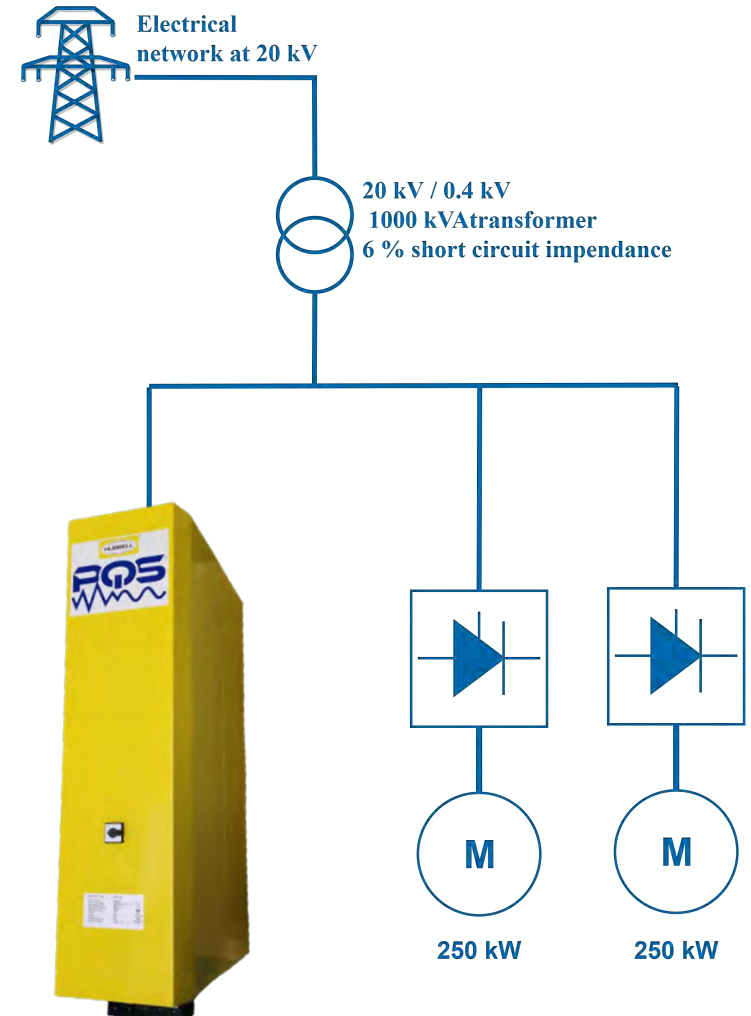 Electrical
network at 20 kV
20 kV / 0.4 kV
1000 kVAtransformer
6 % short circuit impendance
HUBBELL
PQS
M
M
250 kW
250 kW